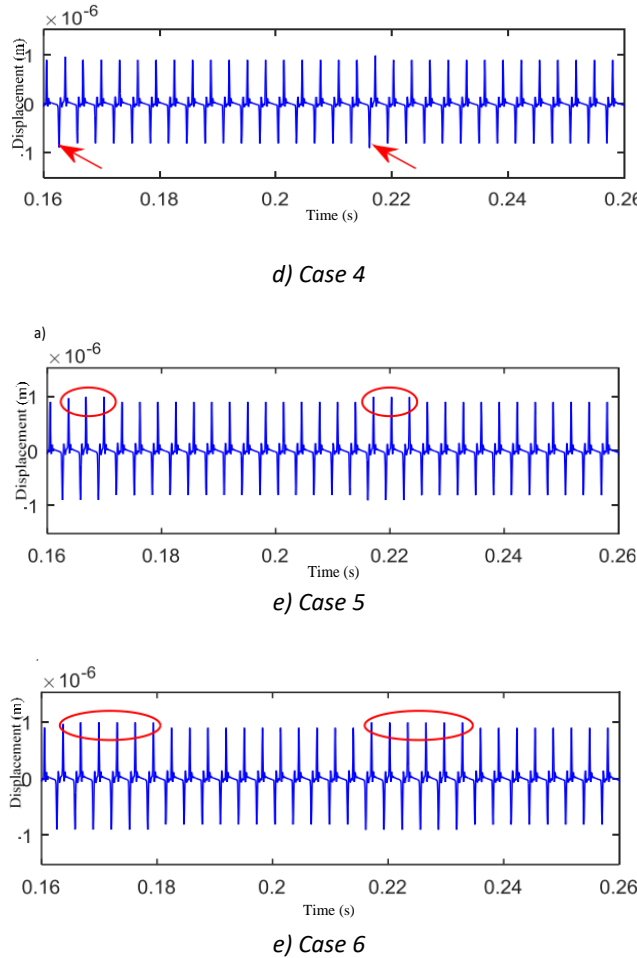 × 10⁻⁶
Displacement (m)
1
0
-1
0.16 0.18 0.2 0.22 0.24 0.26
Time (s)
d) Case 4
a)
× 10⁻⁶
Displacement (m)
1
0
-1
0.16 0.18 0.2 0.22 0.24 0.26
Time (s)
e) Case 5
× 10⁻⁶
Displacement (m)
1
0
-1
0.16 0.18 0.2 0.22 0.24 0.26
Time (s)
e) Case 6